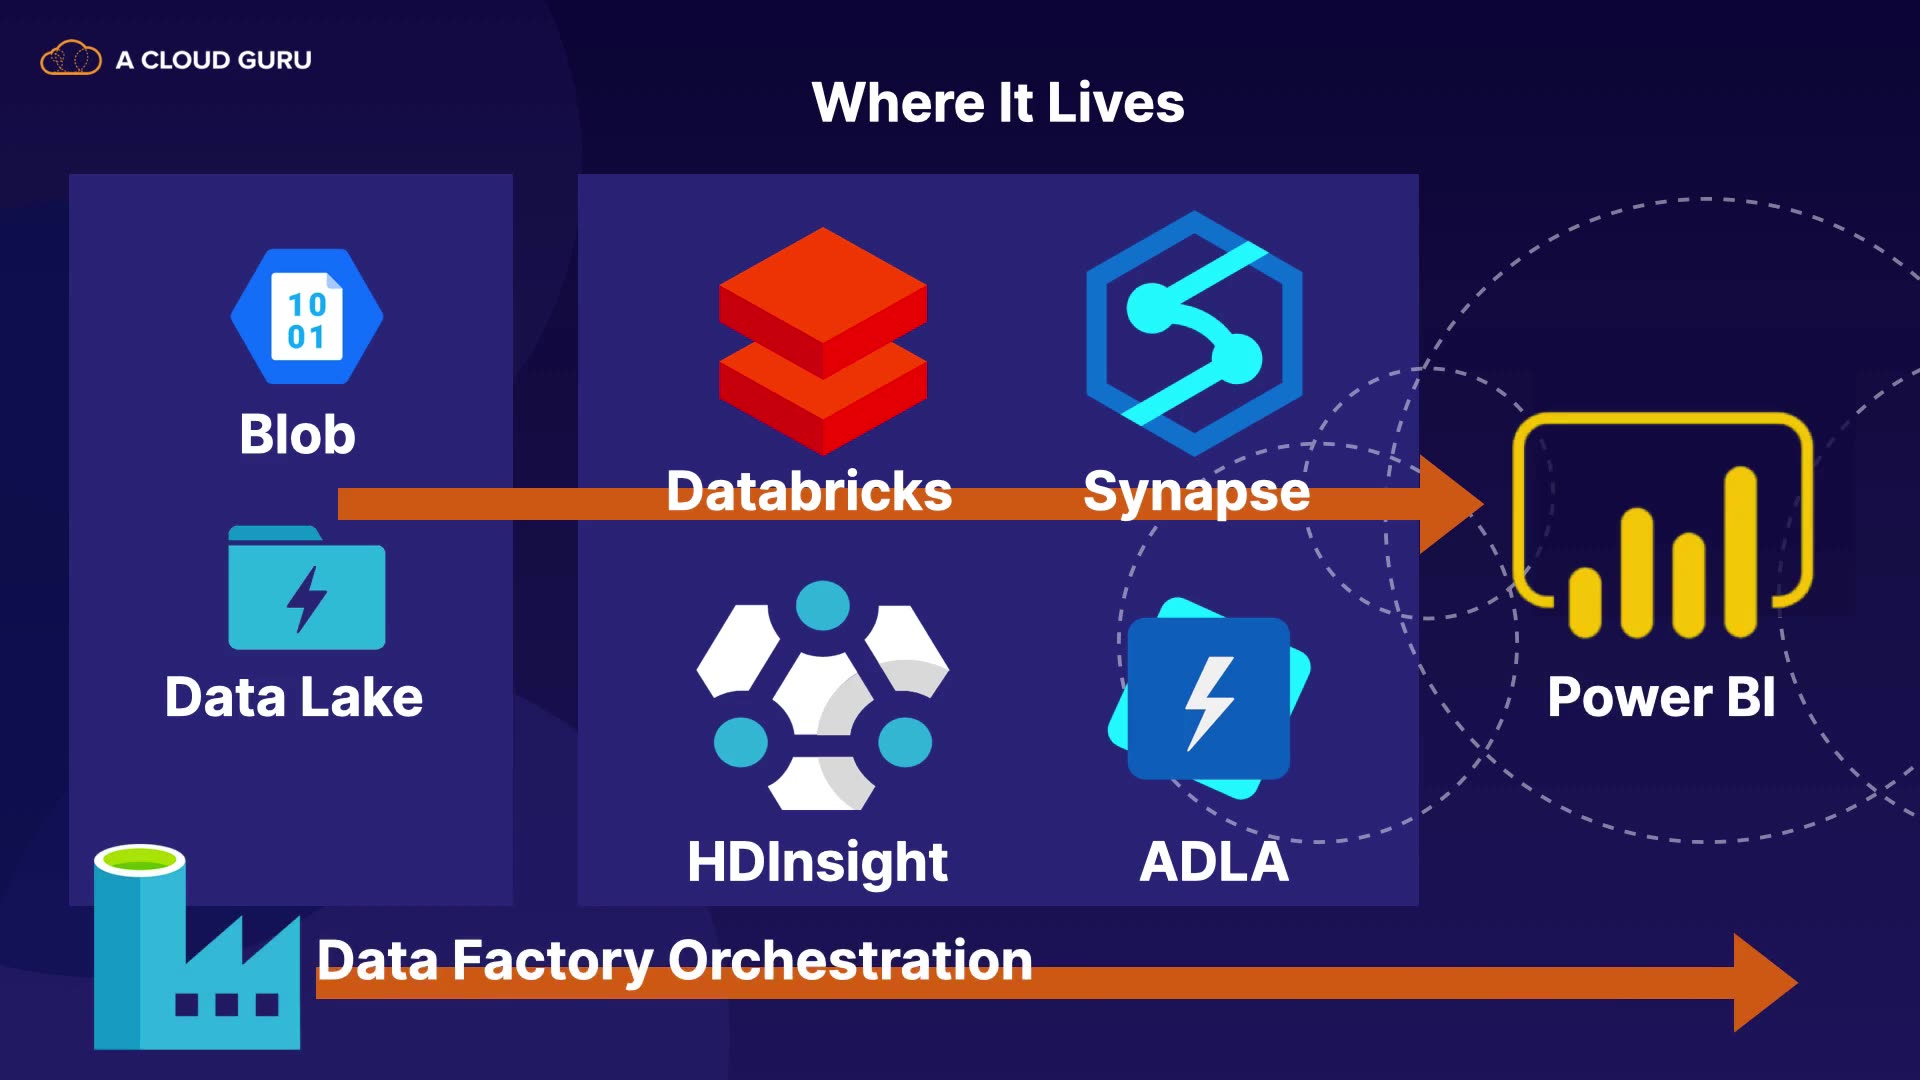 A CLOUD GURU
Where It Lives
10
01
Blob
Data Lake
Databricks
Synapse
HDInsight
ADLA
Power BI
Data Factory Orchestration